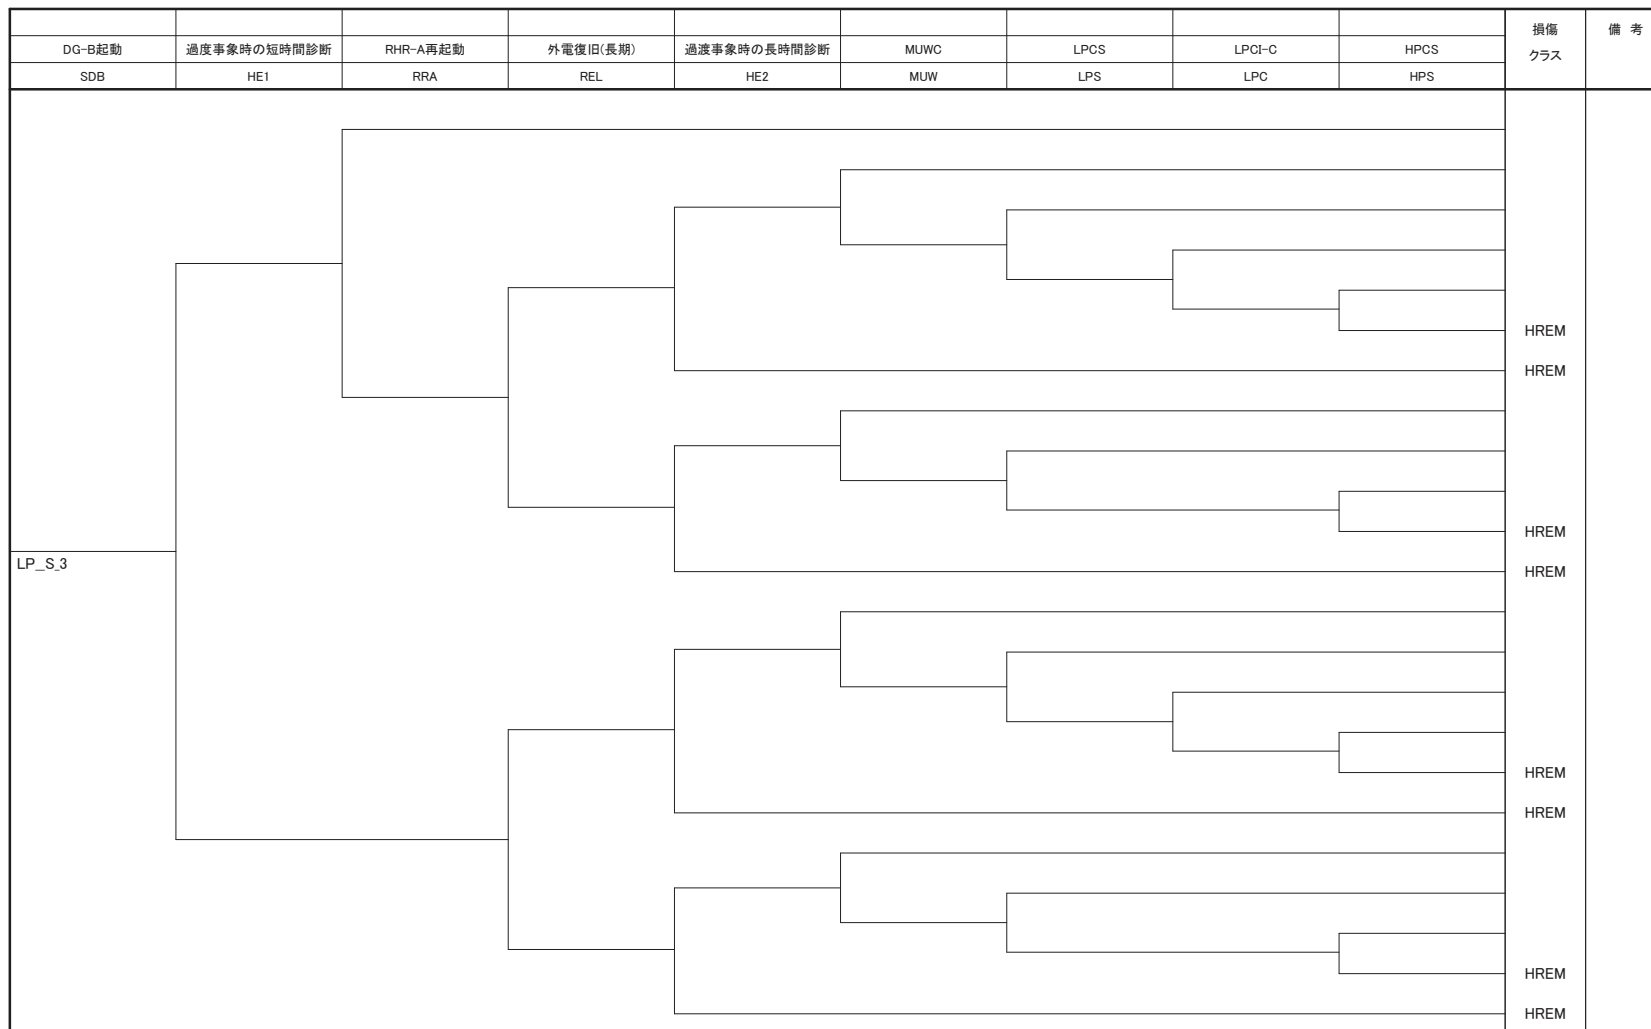 損傷 備 考
DG-B起動 過度事象時の短時間診断 RHR-A再起動 外電復旧(長期) 過渡事象時の長時間診断 MUWC LPCS LPCI-C HPCS
クラス
SDB HE1 RRA REL HE2 MUW LPS LPC HPS
HREM
HREM
HREM
LP_S_3
HREM
HREM
HREM
HREM
HREM